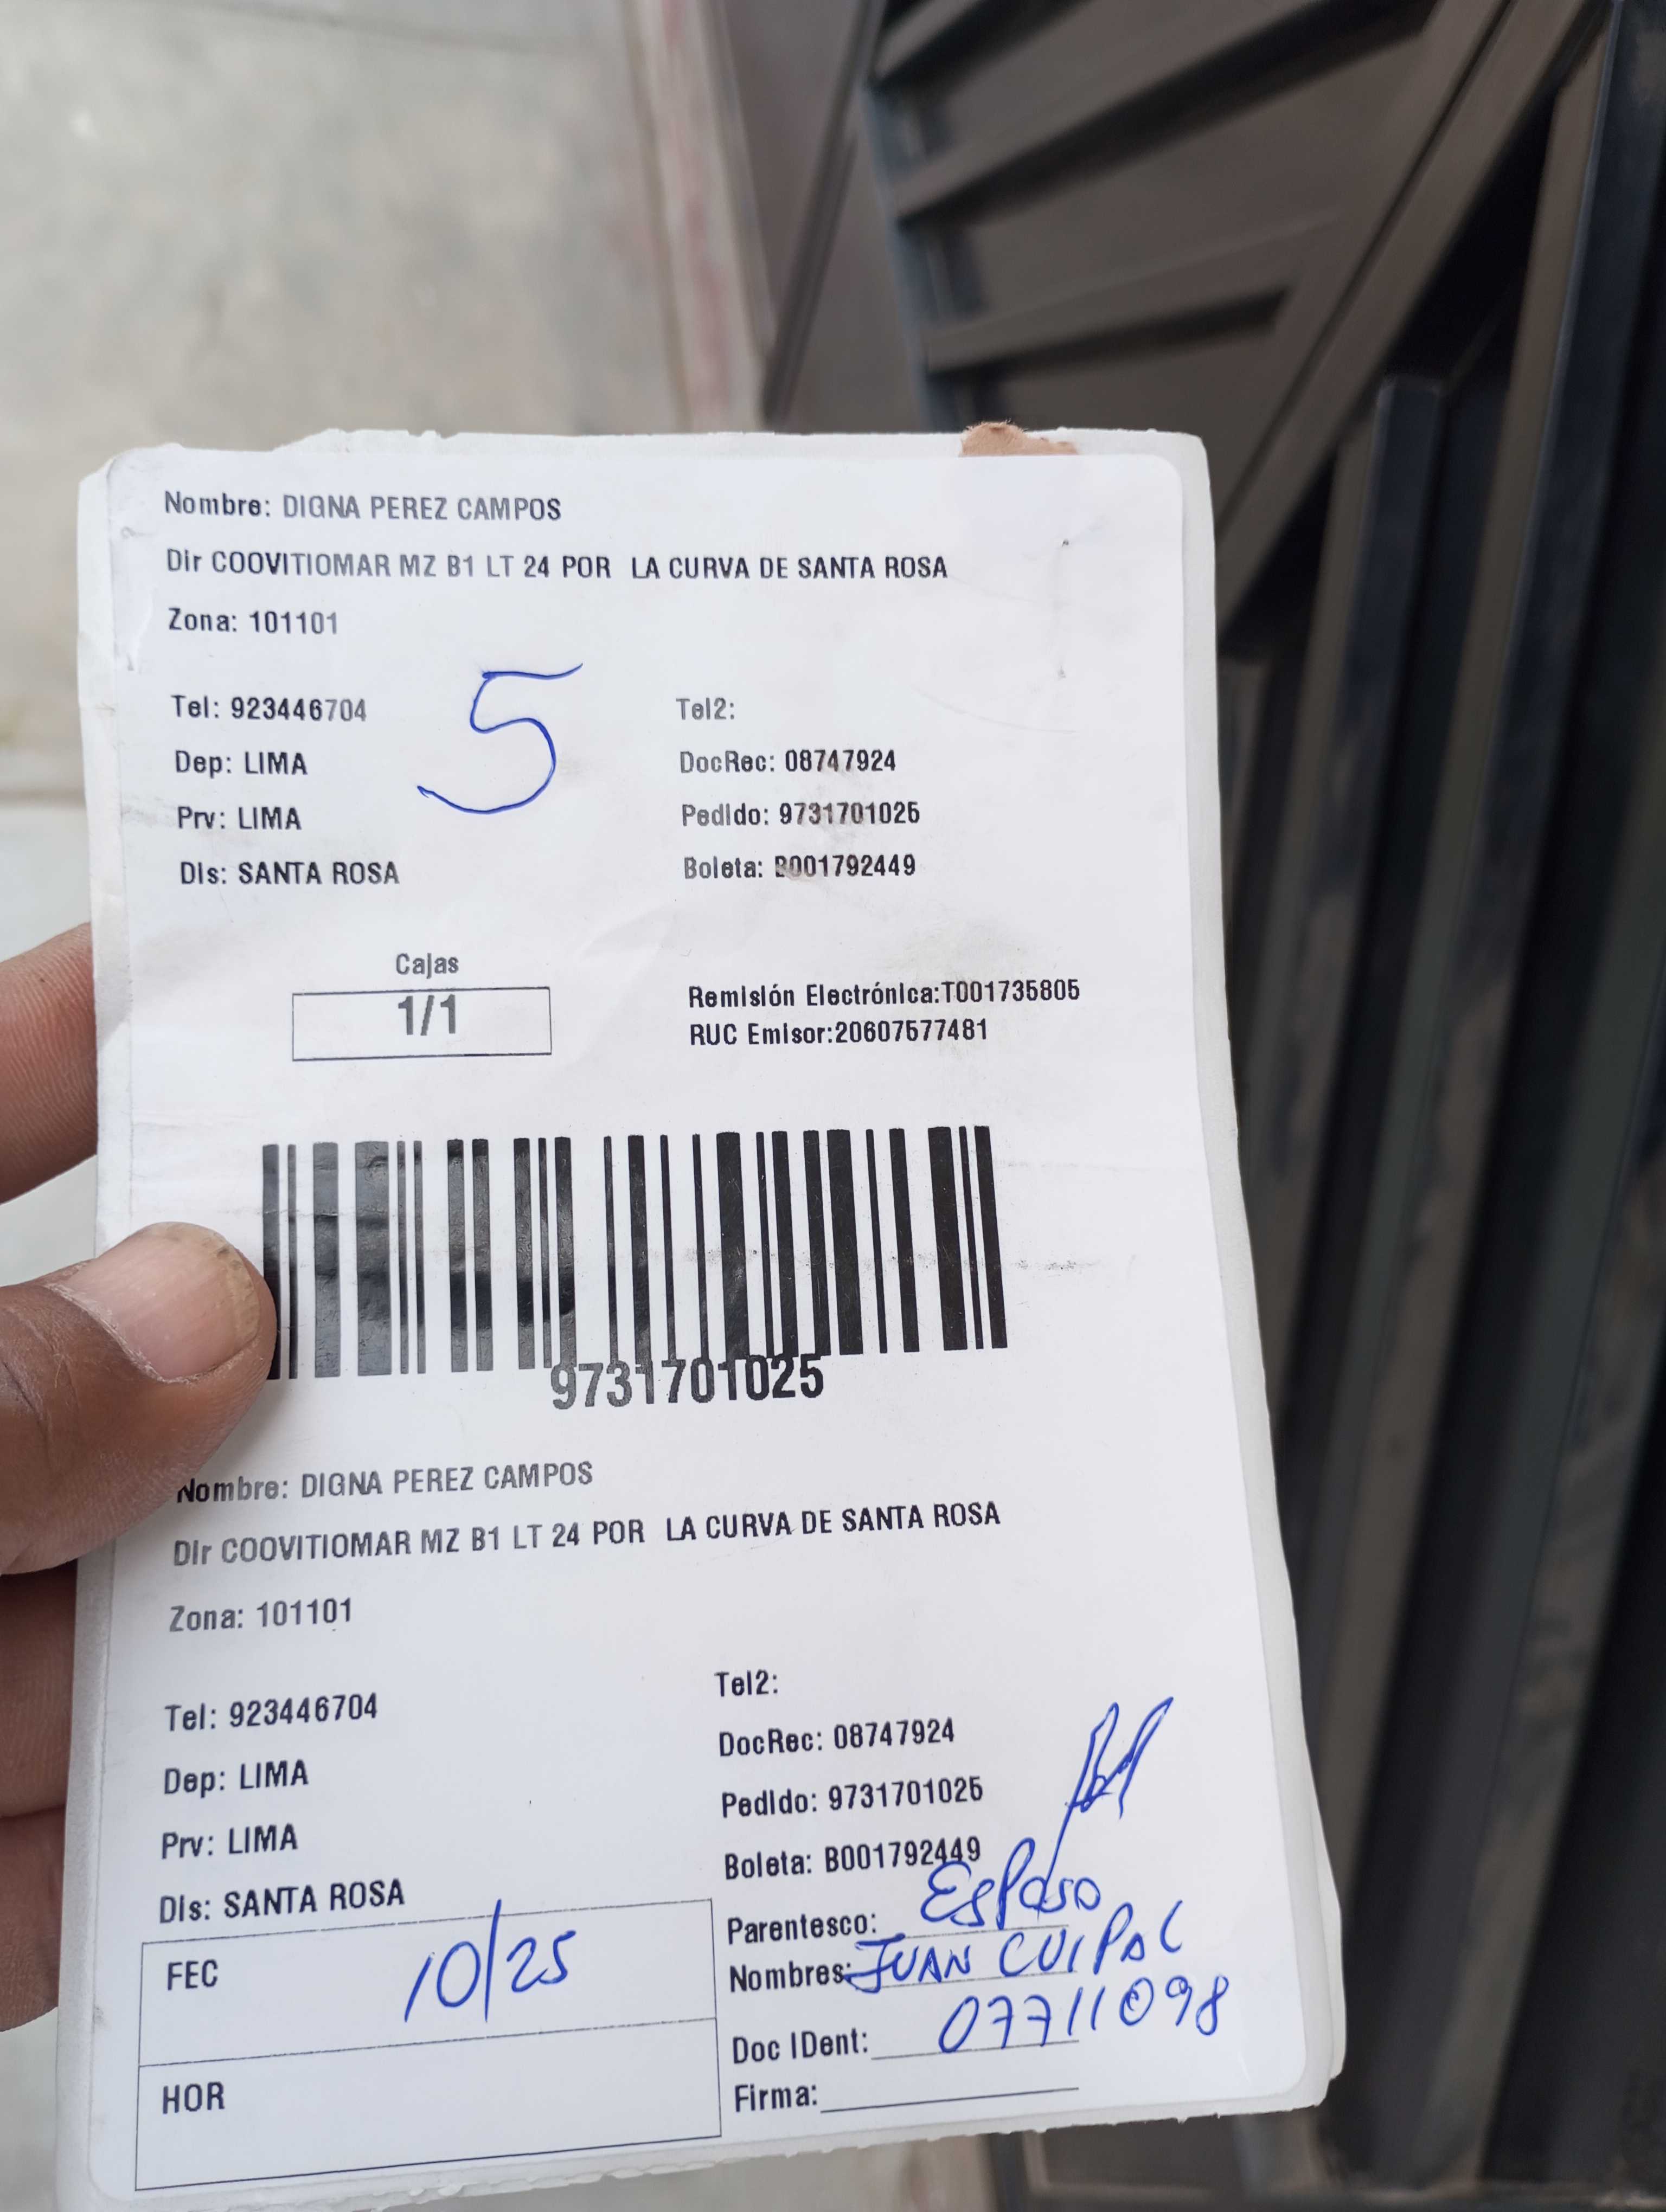 Nombre: DIGNA PEREZ CAMPOS
Dir COOVITIOMAR MZ B1 LT 24 POR LA CURVA DE SANTA ROSA
Zona: 101101
5
Tel: 923446704
Tel2:
Dep: LIMA
DocRec: 08747924
Prv: LIMA
Pedido: 9731701025
Dis: SANTA ROSA
Boleta: B001792449
Cajas
1/1
Remisión Electrónica:T001735805
RUC Emisor:20607577481
9731701025
Nombre: DIGNA PEREZ CAMPOS
Dir COOVITIOMAR MZ B1 LT 24 POR LA CURVA DE SANTA ROSA
Zona: 101101
Tel: 923446704
Tel2:
Dep: LIMA
DocRec: 08747924
Prv: LIMA
Pedido: 9731701025
Dis: SANTA ROSA
Boleta: B001792449
FEC 10/25
HOR
Parentesco: Esposo
Nombres: JUAN CUIPAL
Doc IDent: 07711098
Firma: